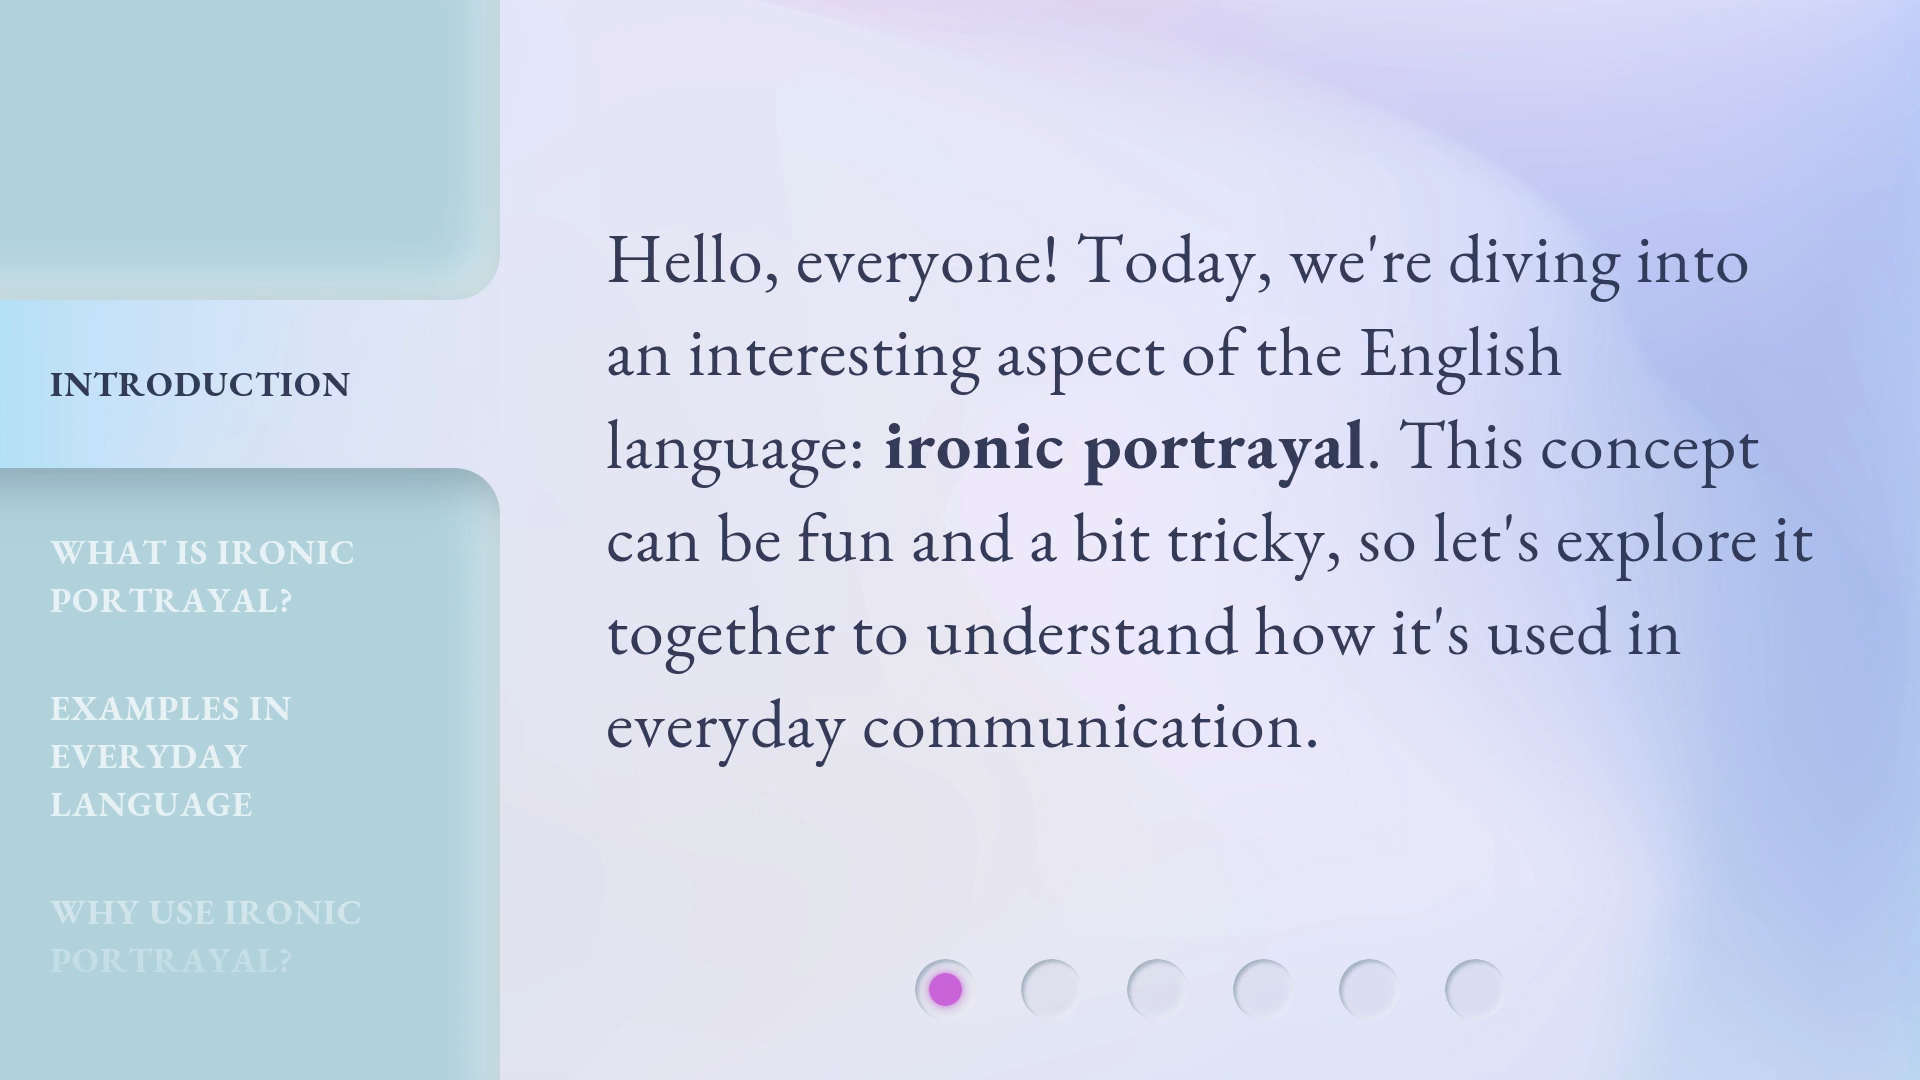 INTRODUCTION
WHAT IS IRONIC
PORTRAYAL?
EXAMPLES IN
EVERYDAY
LANGUAGE
WHY USE IRONIC
PORTRAYAL?
Hello, everyone! Today, we're diving into
an interesting aspect of the English
language: ironic portrayal. This concept
can be fun and a bit tricky, so let's explore it
together to understand how it's used in
everyday communication.